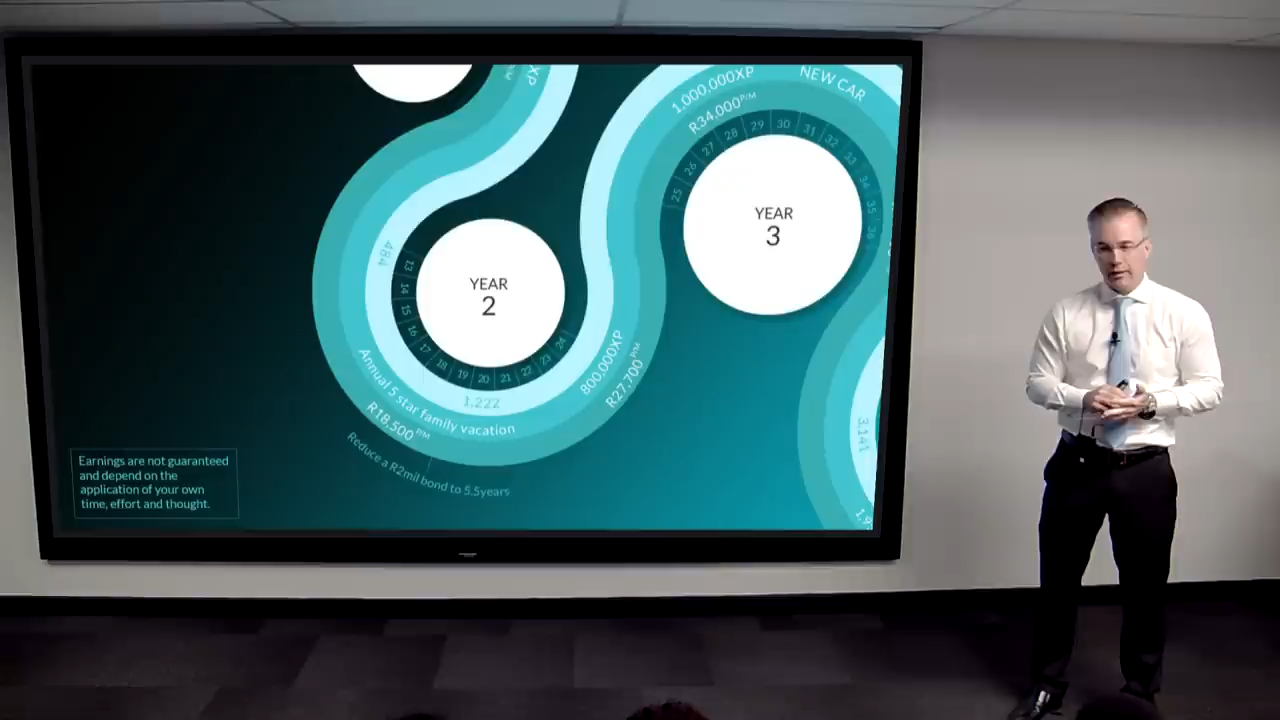 XP
1,000,000XP
NEW CAR
R34,000P/M
25 26 27 28 29 30 31 32 33 34 35 36
YEAR
3
484
13 14 15 16 17 18 19 20 21 22 23 24
YEAR
2
1,222
Annual 5 star family vacation
800,000XP
R27,700P/M
R18,500PM
Reduce a R2mil bond to 5.5years
3,141
Earnings are not guaranteed
and depend on the
application of your own
time, effort and thought.